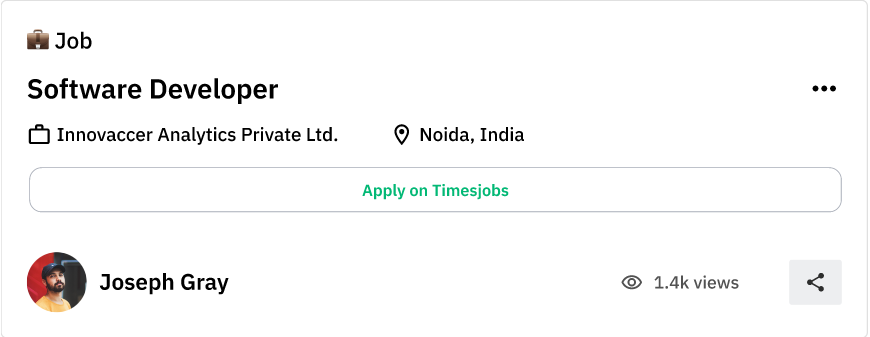 Job
Software Developer
Innovaccer Analytics Private Ltd.
Noida, India
Apply on Timesjobs
Joseph Gray
1.4k views